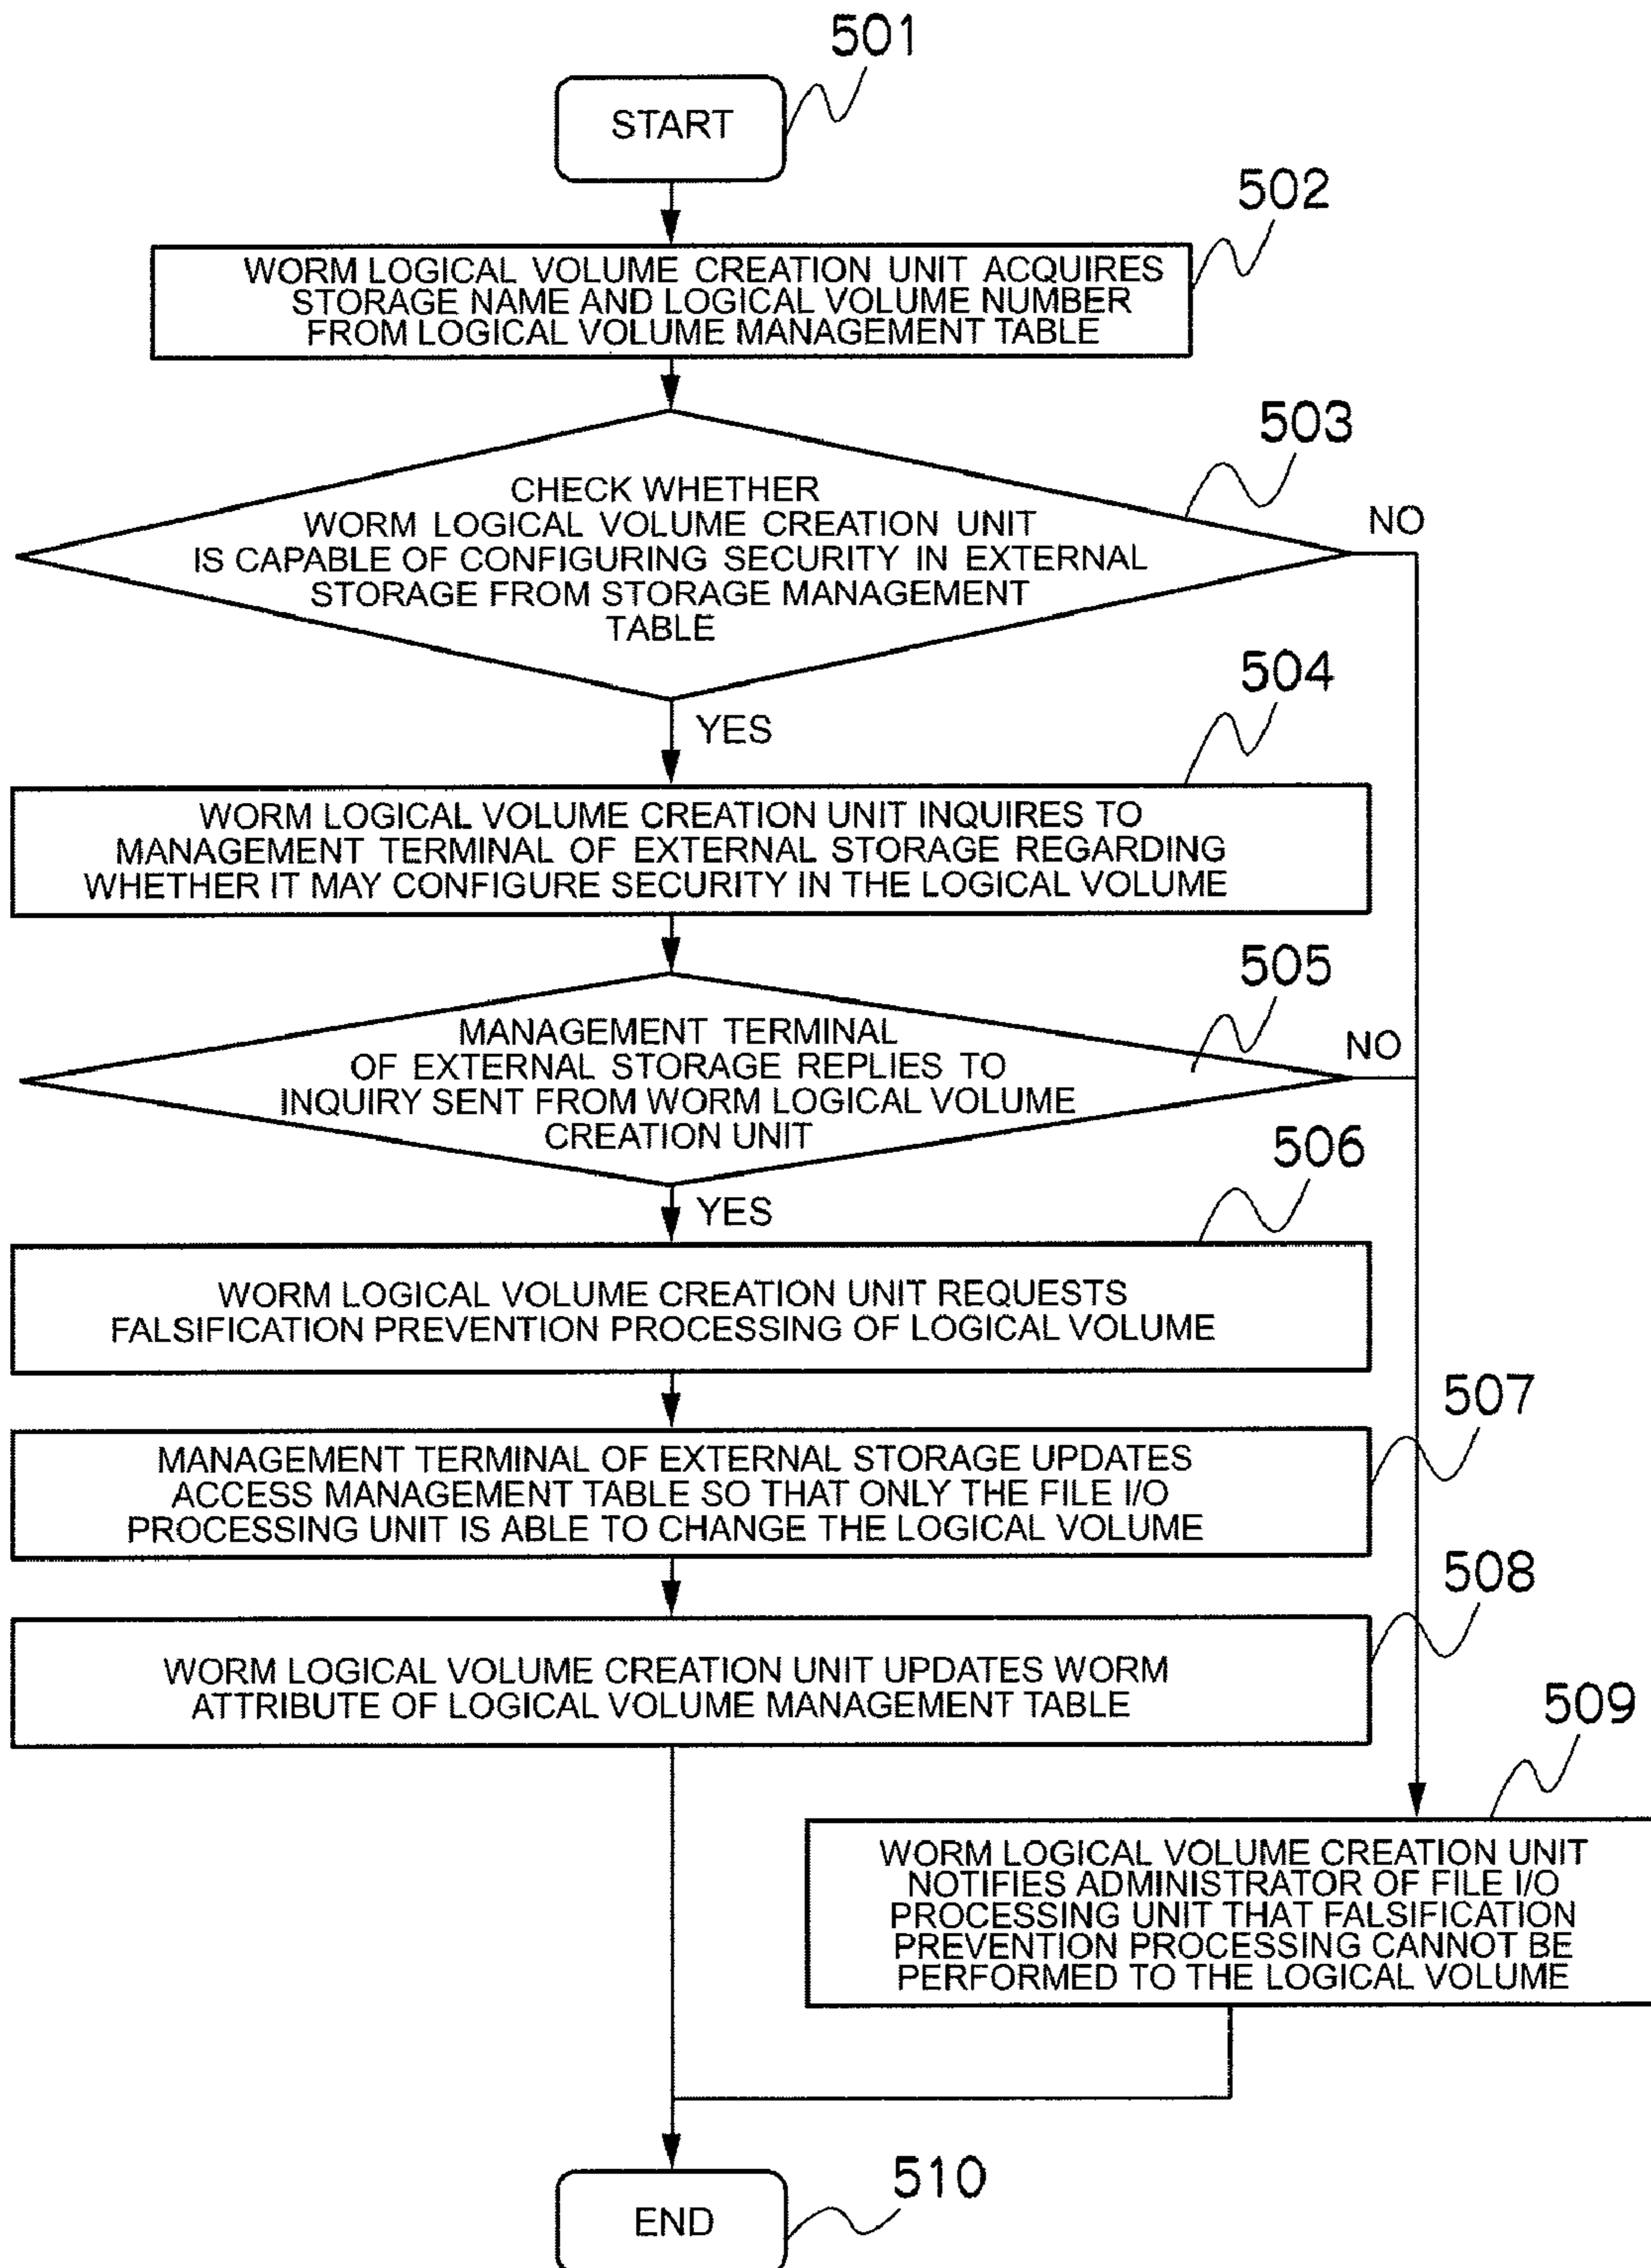 501
START
502
WORM LOGICAL VOLUME CREATION UNIT ACQUIRES
STORAGE NAME AND LOGICAL VOLUME NUMBER
FROM LOGICAL VOLUME MANAGEMENT TABLE
503
CHECK WHETHER
WORM LOGICAL VOLUME CREATION UNIT
IS CAPABLE OF CONFIGURING SECURITY IN EXTERNAL
STORAGE FROM STORAGE MANAGEMENT
TABLE
NO
YES
504
WORM LOGICAL VOLUME CREATION UNIT INQUIRES TO
MANAGEMENT TERMINAL OF EXTERNAL STORAGE REGARDING
WHETHER IT MAY CONFIGURE SECURITY IN THE LOGICAL VOLUME
505
MANAGEMENT TERMINAL
OF EXTERNAL STORAGE REPLIES TO
INQUIRY SENT FROM WORM LOGICAL VOLUME
CREATION UNIT
NO
YES
506
WORM LOGICAL VOLUME CREATION UNIT REQUESTS
FALSIFICATION PREVENTION PROCESSING OF LOGICAL VOLUME
507
MANAGEMENT TERMINAL OF EXTERNAL STORAGE UPDATES
ACCESS MANAGEMENT TABLE SO THAT ONLY THE FILE I/O
PROCESSING UNIT IS ABLE TO CHANGE THE LOGICAL VOLUME
508
WORM LOGICAL VOLUME CREATION UNIT UPDATES WORM
ATTRIBUTE OF LOGICAL VOLUME MANAGEMENT TABLE
509
WORM LOGICAL VOLUME CREATION UNIT
NOTIFIES ADMINISTRATOR OF FILE I/O
PROCESSING UNIT THAT FALSIFICATION
PREVENTION PROCESSING CANNOT BE
PERFORMED TO THE LOGICAL VOLUME
510
END